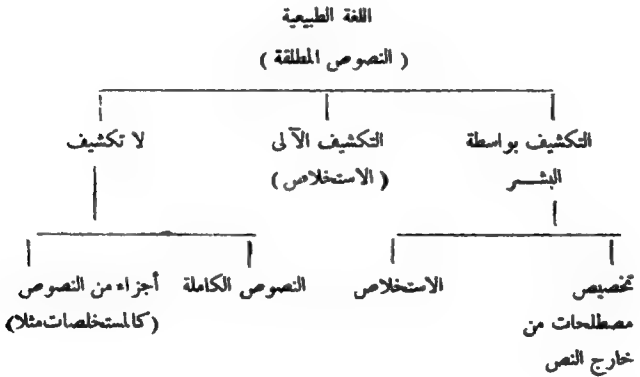 اللغة الطبيعية
( النصوص المطلقة )
التكشيف بواسطة
البشـــر
التكشيف الآلى
( الاستخلاص )
لا تكشيف
تخصيص
مصطلحات من
خارج النص
الاستخلاص
النصوص الكاملة
أجزاء من النصوص
(كالمستخلصات مثلا)